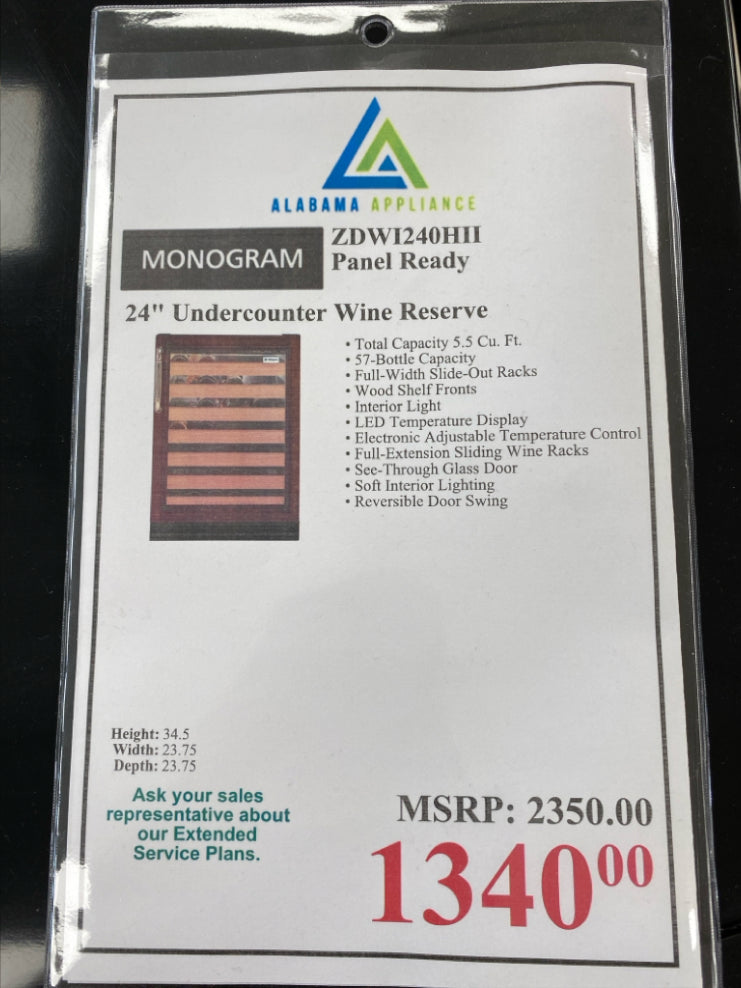 ALABAMA APPLIANCE
MONOGRAM
ZDWI240HII
Panel Ready
24" Undercounter Wine Reserve
• Total Capacity 5.5 Cu. Ft.
• 57-Bottle Capacity
• Full-Width Slide-Out Racks
• Wood Shelf Fronts
• Interior Light
• LED Temperature Display
• Electronic Adjustable Temperature Control
• Full-Extension Sliding Wine Racks
• See-Through Glass Door
• Soft Interior Lighting
• Reversible Door Swing
Height: 34.5
Width: 23.75
Depth: 23.75
Ask your sales
representative about
our Extended
Service Plans.
MSRP: 2350.00
1340 00